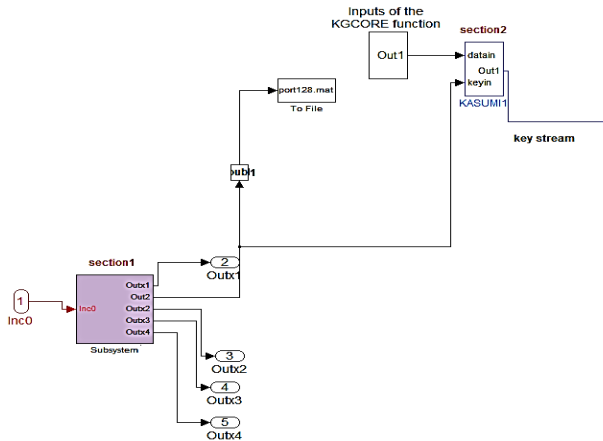 Inputs of the
KGCORE function
section2
Out1
datain
Out1
keyin
KASUMI1
port128.mat
To File
key stream
section1
2
Outx1
Outx1
Out2
Outx2
Outx3
Outx4
Inc0
Subsystem
1
Inc0
3
Outx2
4
Outx3
5
Outx4